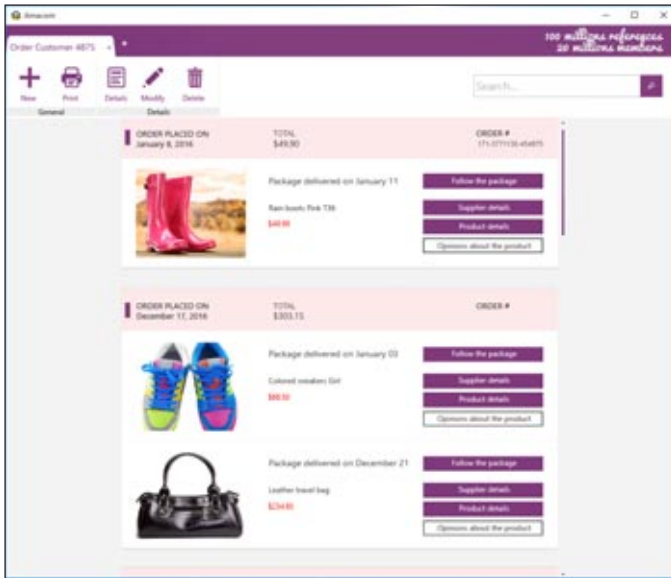 Order Customer 4875
100 millions references
20 millions members
New
Print
Details
Modify
Delete
General
Details
Search...
ORDER PLACED ON
January 8, 2016
TOTAL
$49.90
ORDER #
Package delivered on January 11
Rain boots Pink T36
Follow the package
Supplier details
Product details
Opinions about the product
ORDER PLACED ON
December 17, 2016
TOTAL
$303.15
ORDER #
Package delivered on January 03
Colored sneakers Girl
Follow the package
Supplier details
Product details
Opinions about the product
Package delivered on December 21
Leather travel bag
Follow the package
Supplier details
Product details
Opinions about the product